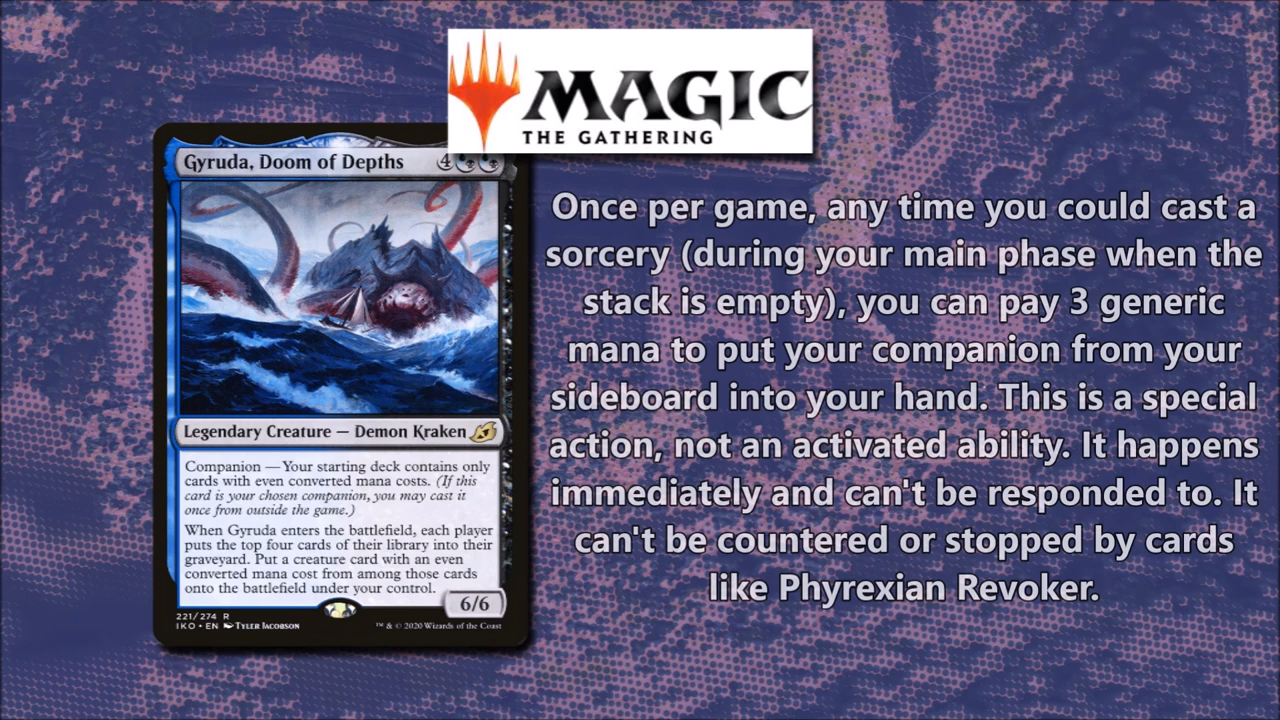 MAGIC
THE GATHERING
Gyruda, Doom of Depths 4
Legendary Creature — Demon Kraken
Companion — Your starting deck contains only
cards with even converted mana costs. (If this
card is your chosen companion, you may cast it
once from outside the game.)
When Gyruda enters the battlefield, each player
puts the top four cards of their library into their
graveyard. Put a creature card with an even
converted mana cost from among those cards
onto the battlefield under your control.
6/6
221/274 R
IKO • EN Tyler Jacobson
™ & © 2020 Wizards of the Coast
Once per game, any time you could cast a
sorcery (during your main phase when the
stack is empty), you can pay 3 generic
mana to put your companion from your
sideboard into your hand. This is a special
action, not an activated ability. It happens
immediately and can't be responded to. It
can't be countered or stopped by cards
like Phyrexian Revoker.